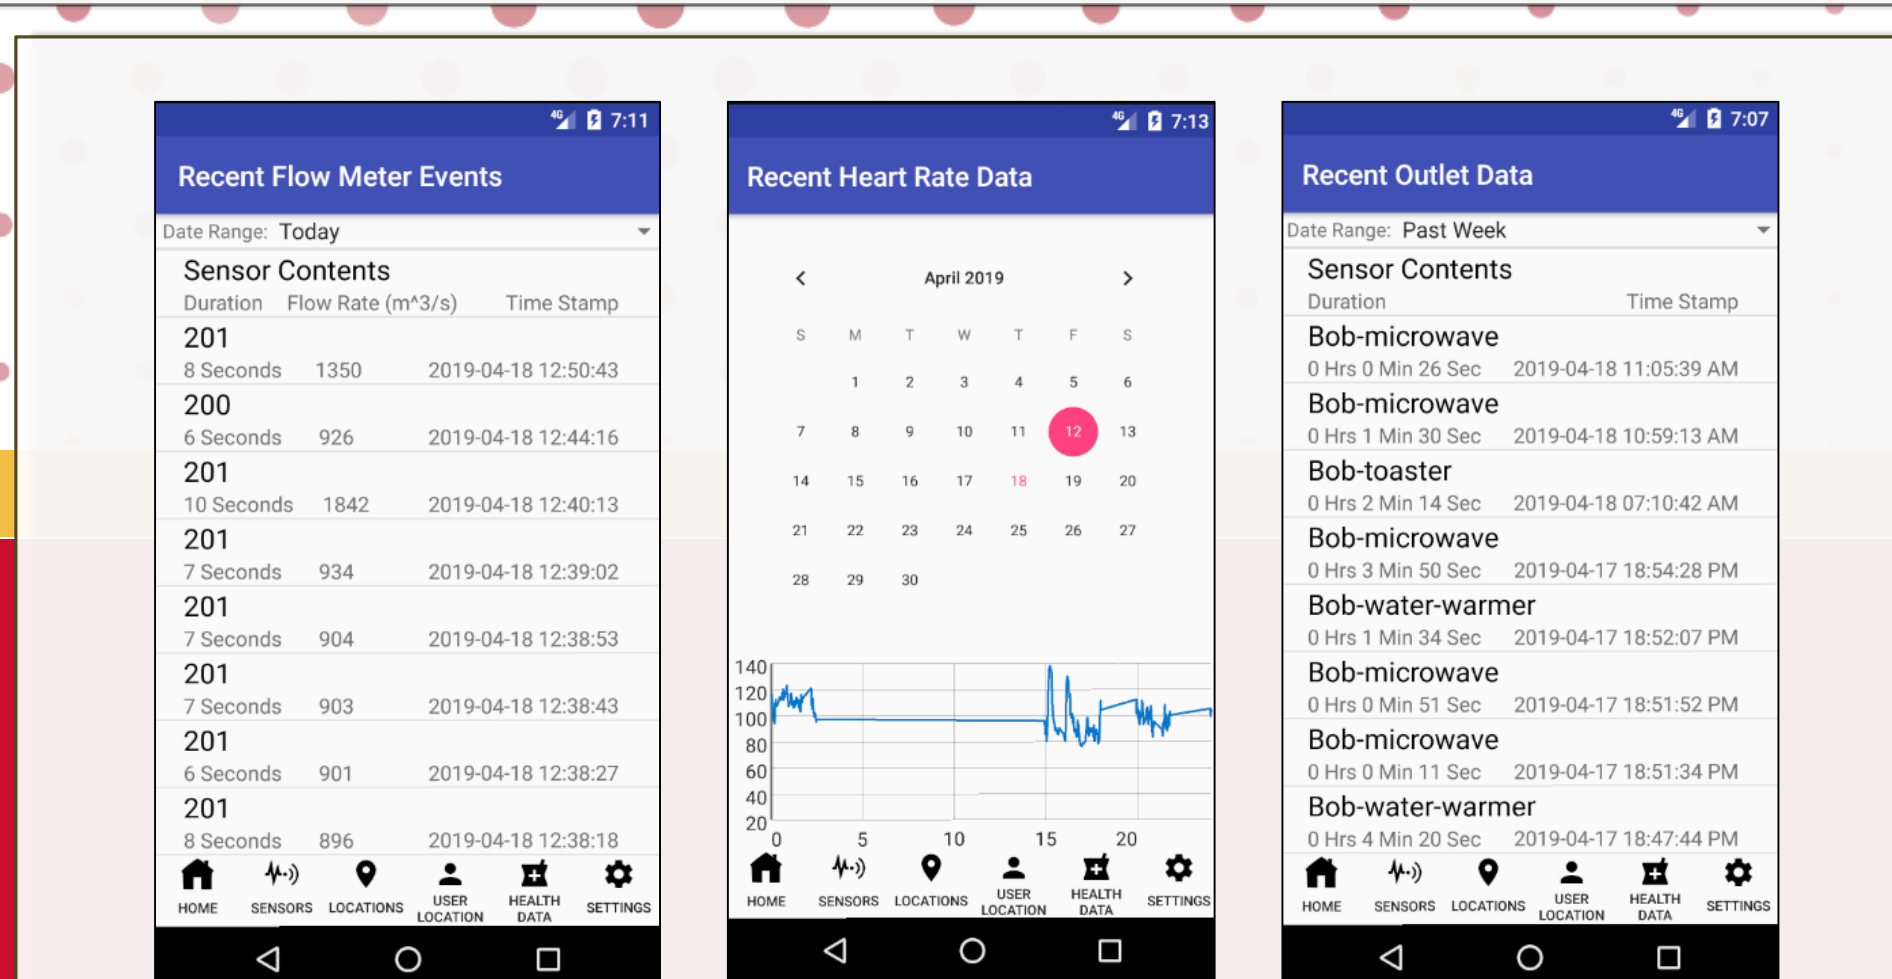 4G 7:11
Recent Flow Meter Events
Date Range: Today
Sensor Contents
Duration Flow Rate (m^3/s) Time Stamp
201
8 Seconds 1350 2019-04-18 12:50:43
200
6 Seconds 926 2019-04-18 12:44:16
201
10 Seconds 1842 2019-04-18 12:40:13
201
7 Seconds 934 2019-04-18 12:39:02
201
7 Seconds 904 2019-04-18 12:38:53
201
7 Seconds 903 2019-04-18 12:38:43
201
6 Seconds 901 2019-04-18 12:38:27
201
8 Seconds 896 2019-04-18 12:38:18
HOME SENSORS LOCATIONS USER LOCATION HEALTH DATA SETTINGS
4G 7:13
Recent Heart Rate Data
April 2019
S M T W T F S
1 2 3 4 5 6
7 8 9 10 11 12 13
14 15 16 17 18 19 20
21 22 23 24 25 26 27
28 29 30
140
120
100
80
60
40
20
0 5 10 15 20
HOME SENSORS LOCATIONS USER LOCATION HEALTH DATA SETTINGS
4G 7:07
Recent Outlet Data
Date Range: Past Week
Sensor Contents
Duration Time Stamp
Bob-microwave
0 Hrs 0 Min 26 Sec 2019-04-18 11:05:39 AM
Bob-microwave
0 Hrs 1 Min 30 Sec 2019-04-18 10:59:13 AM
Bob-toaster
0 Hrs 2 Min 14 Sec 2019-04-18 07:10:42 AM
Bob-microwave
0 Hrs 3 Min 50 Sec 2019-04-17 18:54:28 PM
Bob-water-warmer
0 Hrs 1 Min 34 Sec 2019-04-17 18:52:07 PM
Bob-microwave
0 Hrs 0 Min 51 Sec 2019-04-17 18:51:52 PM
Bob-microwave
0 Hrs 0 Min 11 Sec 2019-04-17 18:51:34 PM
Bob-water-warmer
0 Hrs 4 Min 20 Sec 2019-04-17 18:47:44 PM
HOME SENSORS LOCATIONS USER LOCATION HEALTH DATA SETTINGS